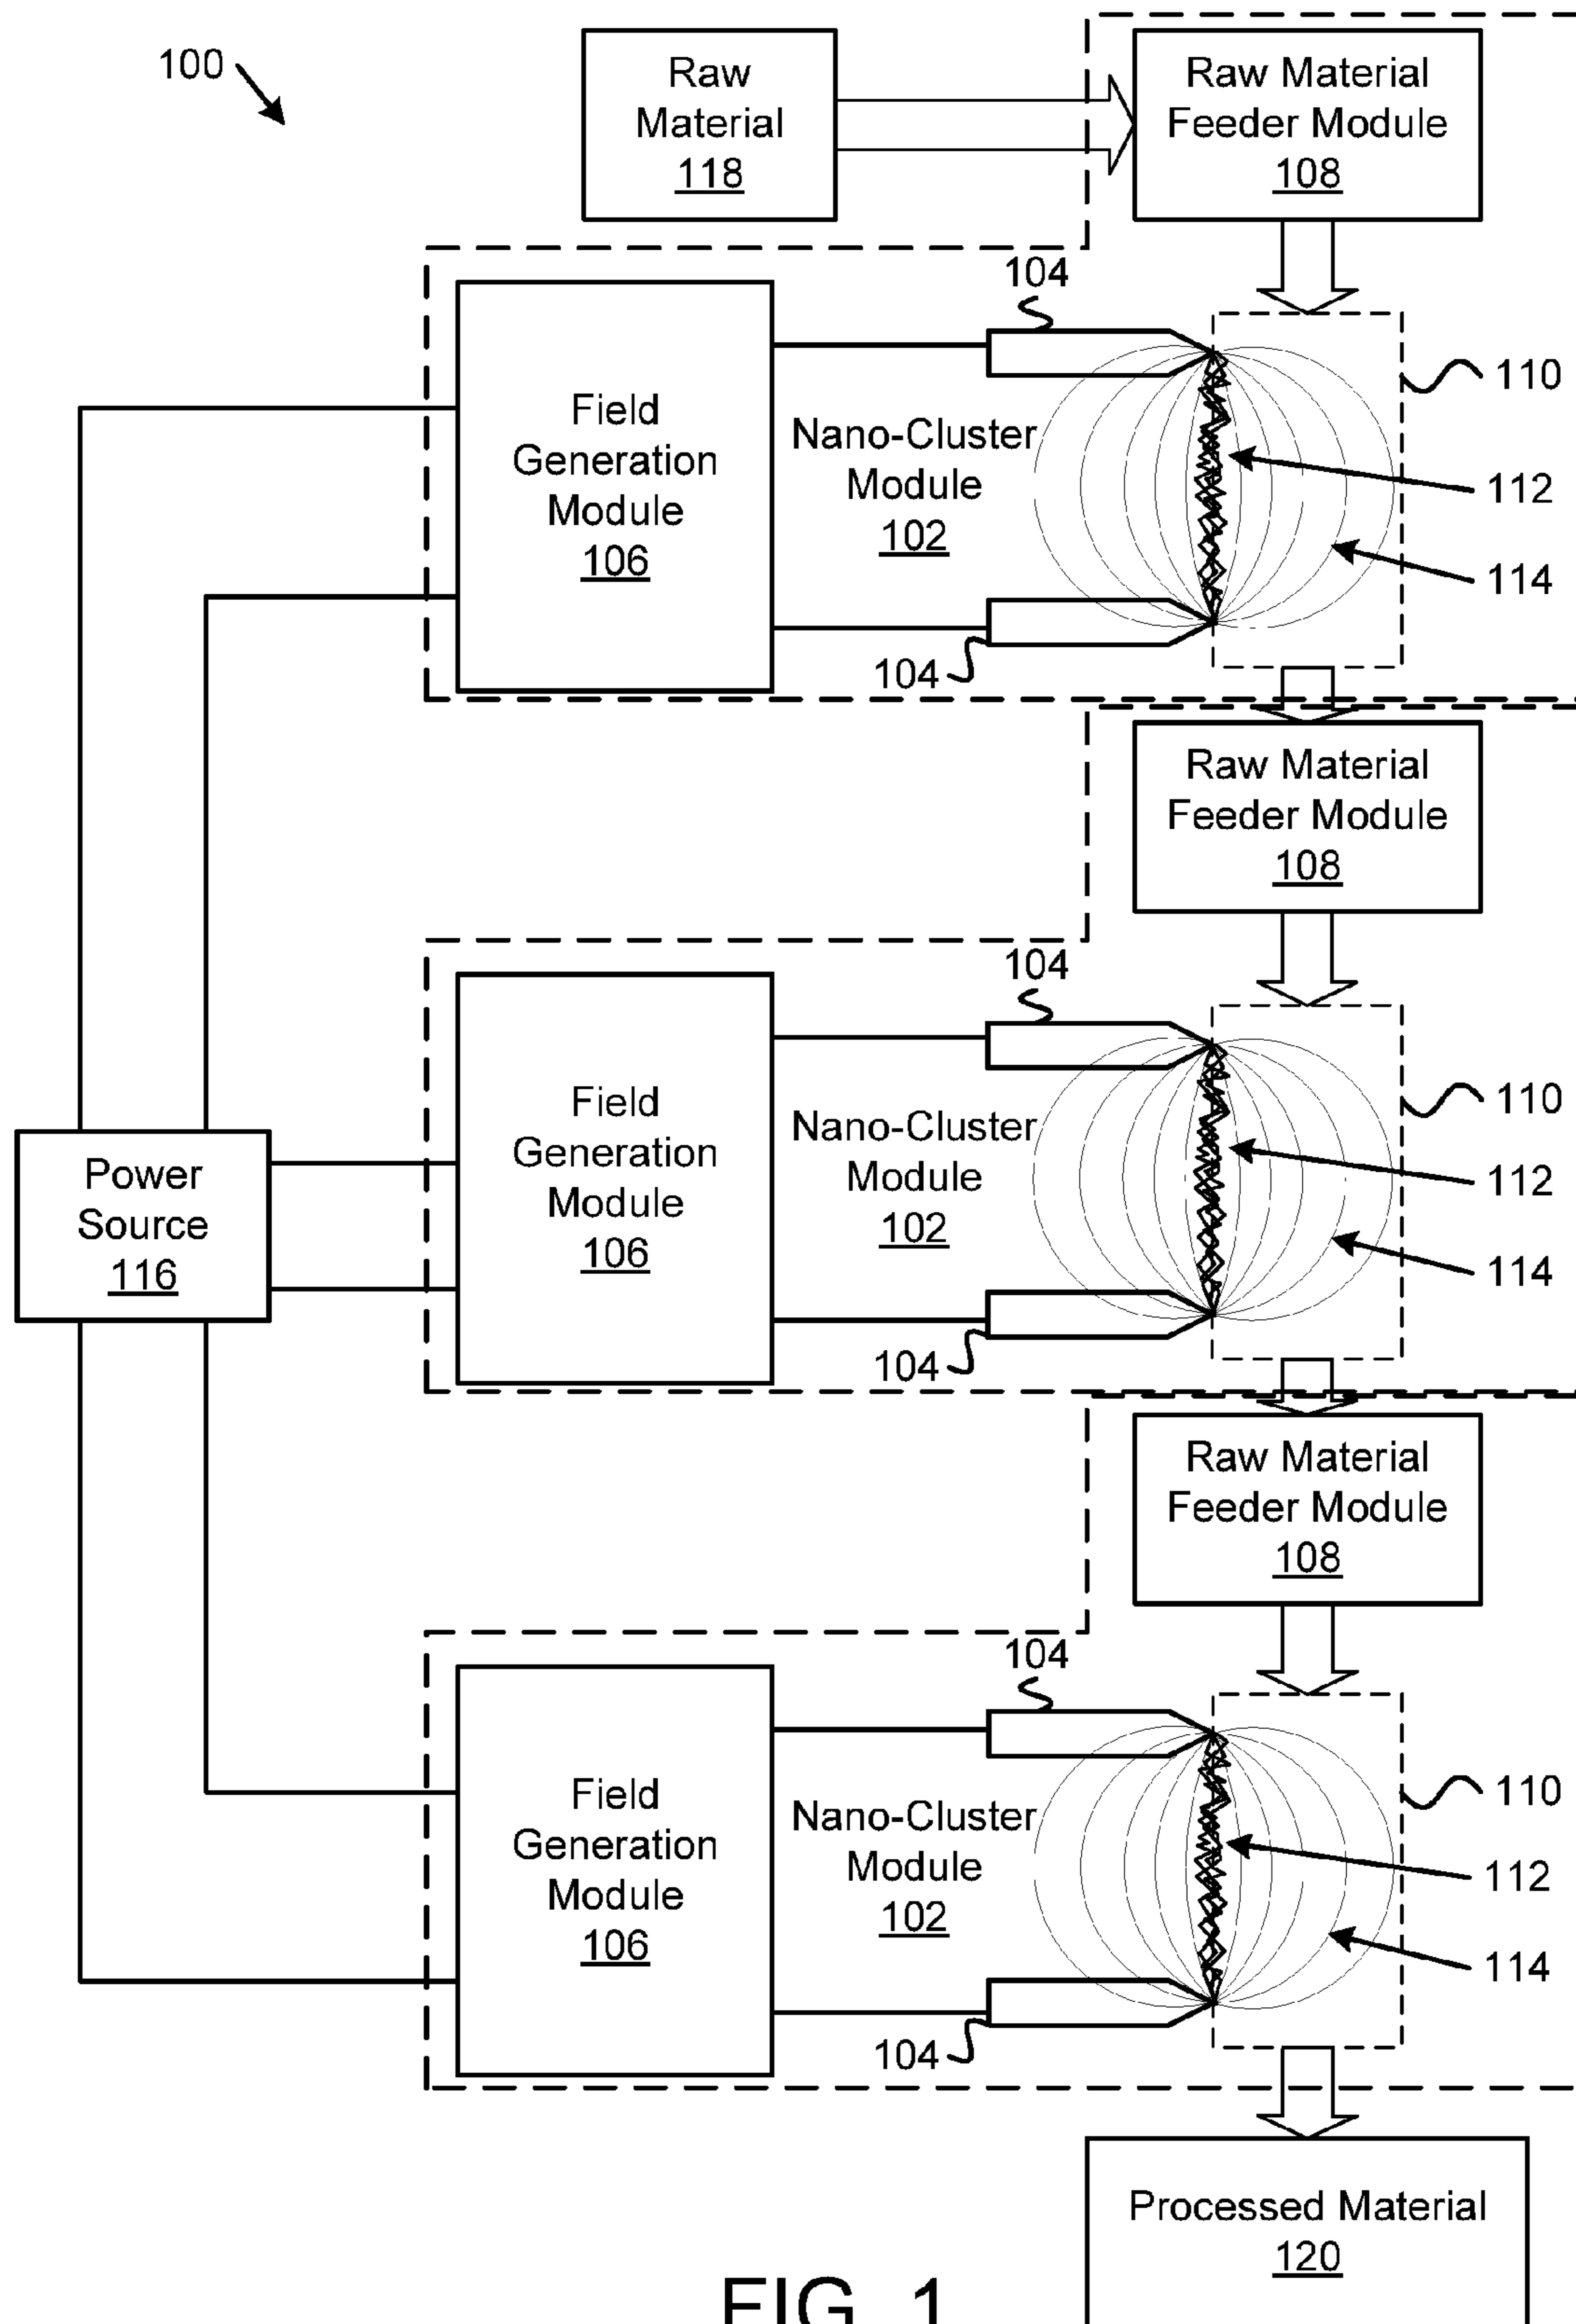 100
Raw
Material
118
Raw Material
Feeder Module
108
104
Field
Generation
Module
106
Nano-Cluster
Module
102
110
112
114
104
Raw Material
Feeder Module
108
104
Field
Generation
Module
106
Nano-Cluster
Module
102
110
112
114
104
Power
Source
116
Raw Material
Feeder Module
108
104
Field
Generation
Module
106
Nano-Cluster
Module
102
110
112
114
104
Processed Material
120
FIG. 1